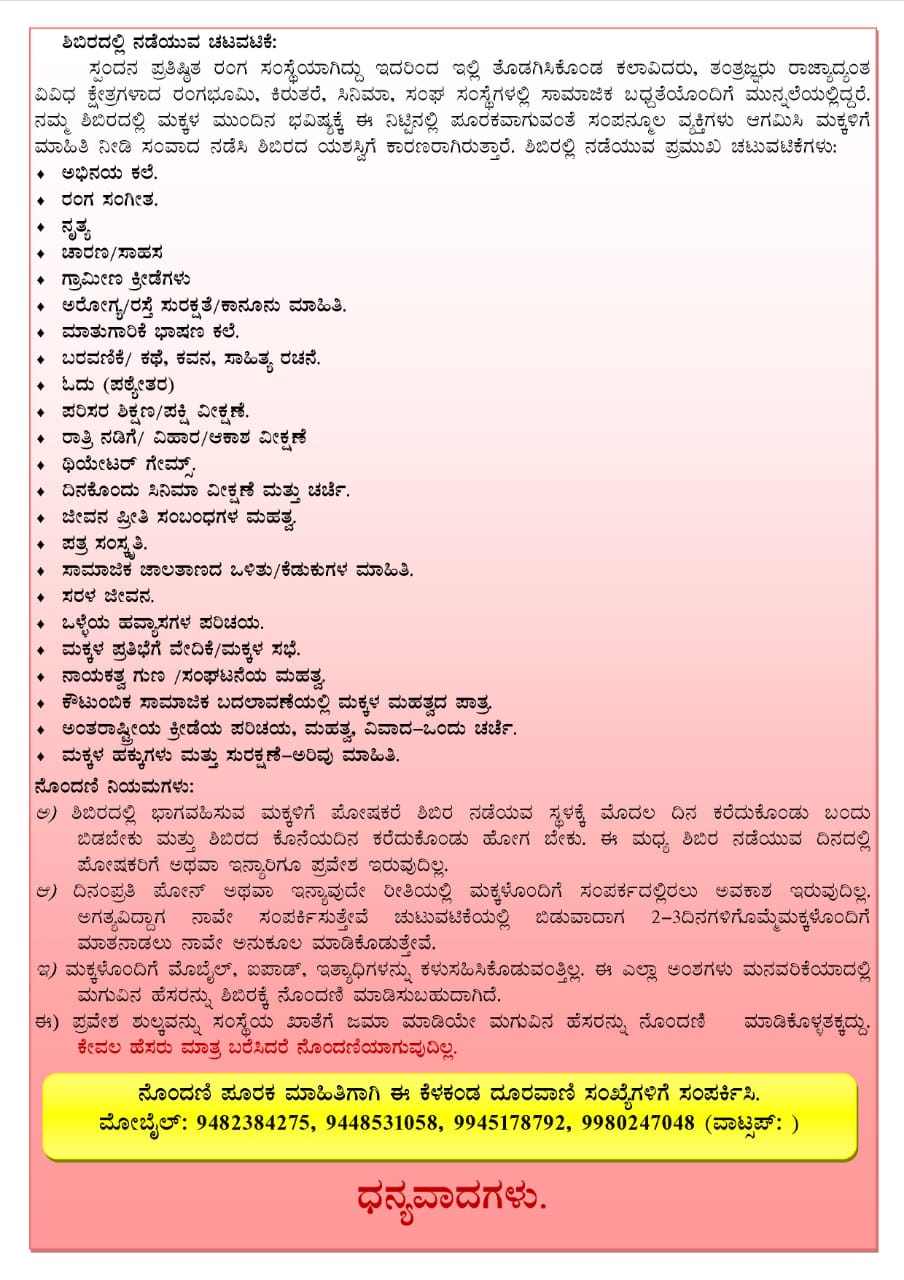 ಶಿಬಿರದಲ್ಲಿ ನಡೆಯುವ ಚಟವಟಿಕೆ:
ಸ್ಪಂದನ ಪ್ರತಿಷ್ಠಿತ ರಂಗ ಸಂಸ್ಥೆಯಾಗಿದ್ದು ಇದರಿಂದ ಇಲ್ಲಿ ತೊಡಗಿಸಿಕೊಂಡ ಕಲಾವಿದರು, ತಂತ್ರಜ್ಞರು ರಾಜ್ಯಾದ್ಯಂತ
ವಿವಿಧ ಕ್ಷೇತ್ರಗಳಾದ ರಂಗಭೂಮಿ, ಕಿರುತರೆ, ಸಿನಿಮಾ, ಸಂಘ ಸಂಸ್ಥೆಗಳಲ್ಲಿ ಸಾಮಾಜಿಕ ಬಧ್ದತೆಯೊಂದಿಗೆ ಮುನ್ನಲೆಯಲ್ಲಿದ್ದರೆ.
ನಮ್ಮ ಶಿಬಿರದಲ್ಲಿ ಮಕ್ಕಳ ಮುಂದಿನ ಭವಿಷ್ಯಕ್ಕೆ ಈ ನಿಟ್ಟಿನಲ್ಲಿ ಪೂರಕವಾಗುವಂತೆ ಸಂಪನ್ಮೂಲ ವ್ಯಕ್ತಿಗಳು ಆಗಮಿಸಿ ಮಕ್ಕಳಿಗೆ
ಮಾಹಿತಿ ನೀಡಿ ಸಂವಾದ ನಡೆಸಿ ಶಿಬಿರದ ಯಶಸ್ವಿಗೆ ಕಾರಣರಾಗಿರುತ್ತಾರೆ. ಶಿಬಿರಲ್ಲಿ ನಡೆಯುವ ಪ್ರಮುಖ ಚಟುವಟಿಕೆಗಳು:
♦ ಅಭಿನಯ ಕಲೆ.
♦ ರಂಗ ಸಂಗೀತ.
♦ ನೃತ್ಯ
♦ ಚಾರಣ/ಸಾಹಸ
♦ ಗ್ರಾಮೀಣ ಕ್ರೀಡೆಗಳು
♦ ಅರೋಗ್ಯ/ರಸ್ತೆ ಸುರಕ್ಷತೆ/ಕಾನೂನು ಮಾಹಿತಿ.
♦ ಮಾತುಗಾರಿಕೆ ಭಾಷಣ ಕಲೆ.
♦ ಬರವಣಿಕೆ/ ಕಥೆ, ಕವನ, ಸಾಹಿತ್ಯ ರಚನೆ.
♦ ಓದು (ಪಠ್ಯೇತರ)
♦ ಪರಿಸರ ಶಿಕ್ಷಣ/ಪಕ್ಷಿ ವೀಕ್ಷಣೆ.
♦ ರಾತ್ರಿ ನಡಿಗೆ/ ವಿಹಾರ/ಆಕಾಶ ವೀಕ್ಷಣೆ
♦ ಥಿಯೇಟರ್ ಗೇಮ್ಸ್.
♦ ದಿನಕೊಂದು ಸಿನಿಮಾ ವೀಕ್ಷಣೆ ಮತ್ತು ಚರ್ಚೆ.
♦ ಜೀವನ ಪ್ರೀತಿ ಸಂಬಂಧಗಳ ಮಹತ್ವ.
♦ ಪತ್ರ ಸಂಸ್ಕೃತಿ.
♦ ಸಾಮಾಜಿಕ ಜಾಲತಾಣದ ಒಳಿತು/ಕೆಡುಕುಗಳ ಮಾಹಿತಿ.
♦ ಸರಳ ಜೀವನ.
♦ ಒಳ್ಳೆಯ ಹವ್ಯಾಸಗಳ ಪರಿಚಯ.
♦ ಮಕ್ಕಳ ಪ್ರತಿಭೆಗೆ ವೇದಿಕೆ/ಮಕ್ಕಳ ಸಭೆ.
♦ ನಾಯಕತ್ವ ಗುಣ /ಸಂಘಟನೆಯ ಮಹತ್ವ.
♦ ಕೌಟುಂಬಿಕ ಸಾಮಾಜಿಕ ಬದಲಾವಣೆಯಲ್ಲಿ ಮಕ್ಕಳ ಮಹತ್ವದ ಪಾತ್ರ.
♦ ಅಂತರಾಷ್ಟ್ರೀಯ ಕ್ರೀಡೆಯ ಪರಿಚಯ, ಮಹತ್ವ, ವಿವಾದ–ಒಂದು ಚರ್ಚೆ.
♦ ಮಕ್ಕಳ ಹಕ್ಕುಗಳು ಮತ್ತು ಸುರಕ್ಷಣೆ–ಅರಿವು ಮಾಹಿತಿ.
ನೊಂದಣಿ ನಿಯಮಗಳು:
ಅ) ಶಿಬಿರದಲ್ಲಿ ಭಾಗವಹಿಸುವ ಮಕ್ಕಳಿಗೆ ಪೋಷಕರೆ ಶಿಬಿರ ನಡೆಯವ ಸ್ಥಳಕ್ಕೆ ಮೊದಲ ದಿನ ಕರೆದುಕೊಂಡು ಬಂದು
ಬಿಡಬೇಕು ಮತ್ತು ಶಿಬಿರದ ಕೊನೆಯದಿನ ಕರೆದುಕೊಂಡು ಹೋಗ ಬೇಕು. ಈ ಮಧ್ಯ ಶಿಬಿರ ನಡೆಯುವ ದಿನದಲ್ಲಿ
ಪೋಷಕರಿಗೆ ಅಥವಾ ಇನ್ಯಾರಿಗೂ ಪ್ರವೇಶ ಇರುವುದಿಲ್ಲ.
ಆ) ದಿನಂಪ್ರತಿ ಪೋನ್ ಅಥವಾ ಇನ್ಯಾವುದೇ ರೀತಿಯಲ್ಲಿ ಮಕ್ಕಳೊಂದಿಗೆ ಸಂಪರ್ಕದಲ್ಲಿರಲು ಅವಕಾಶ ಇರುವುದಿಲ್ಲ.
ಅಗತ್ಯವಿದ್ದಾಗ ನಾವೇ ಸಂಪರ್ಕಿಸುತ್ತೇವೆ ಚುಟುವಟಿಕೆಯಲ್ಲಿ ಬಿಡುವಾದಾಗ 2–3ದಿನಗಳಿಗೊಮ್ಮೆಮಕ್ಕಳೊಂದಿಗೆ
ಮಾತನಾಡಲು ನಾವೇ ಅನುಕೂಲ ಮಾಡಿಕೊಡುತ್ತೇವೆ.
ಇ) ಮಕ್ಕಳೊಂದಿಗೆ ಮೊಬೈಲ್, ಐಪಾಡ್, ಇತ್ಯಾಧಿಗಳನ್ನು ಕಳುಸಹಿಸಿಕೊಡುವಂತ್ತಿಲ್ಲ. ಈ ಎಲ್ಲಾ ಅಂಶಗಳು ಮನವರಿಕೆಯಾದಲ್ಲಿ
ಮಗುವಿನ ಹೆಸರನ್ನು ಶಿಬಿರಕ್ಕೆ ನೊಂದಣಿ ಮಾಡಿಸುಬಹುದಾಗಿದೆ.
ಈ) ಪ್ರವೇಶ ಶುಲ್ಕವನ್ನು ಸಂಸ್ಥೆಯ ಖಾತೆಗೆ ಜಮಾ ಮಾಡಿಯೇ ಮಗುವಿನ ಹೆಸರನ್ನು ನೊಂದಣಿ ಮಾಡಿಕೊಳ್ಳತಕ್ಕದ್ದು.
ಕೇವಲ ಹೆಸರು ಮಾತ್ರ ಬರೆಸಿದರೆ ನೊಂದಣಿಯಾಗುವುದಿಲ್ಲ.
ನೊಂದಣಿ ಪೂರಕ ಮಾಹಿತಿಗಾಗಿ ಈ ಕೆಳಕಂಡ ದೂರವಾಣಿ ಸಂಖ್ಯೆಗಳಿಗೆ ಸಂಪರ್ಕಿಸಿ.
ಮೋಬೈಲ್: 9482384275, 9448531058, 9945178792, 9980247048 (ವಾಟ್ಸಪ್: )
ಧನ್ಯವಾದಗಳು.